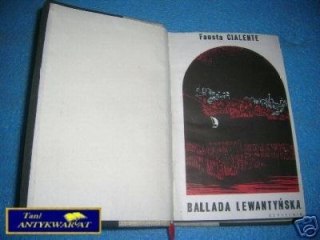 Fausta CIALENTE
BALLADA LEWANTYŃSKA
Tani
ANTYKWARIAT